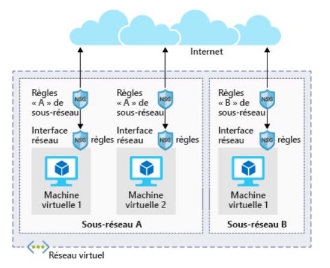 Internet
Règles
« A » de
sous-réseau
NSG
Règles
« A » de
sous-réseau
NSG
Règles
« B » de
sous-réseau
NSG
Interface
réseau
NSG
règles
Interface
réseau
NSG
règles
Interface
réseau
NSG
règles
Machine
virtuelle 1
Machine
virtuelle 2
Machine
virtuelle 1
Sous-réseau A
Sous-réseau B
Réseau virtuel